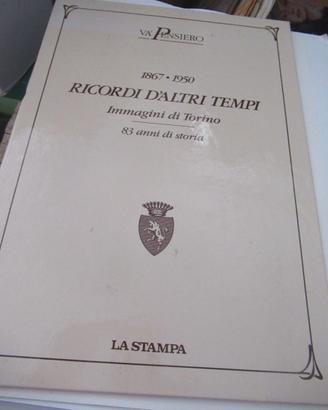 VA' PENSIERO
1867 • 1950
RICORDI D'ALTRI TEMPI
Immagini di Torino
83 anni di storia
LA STAMPA